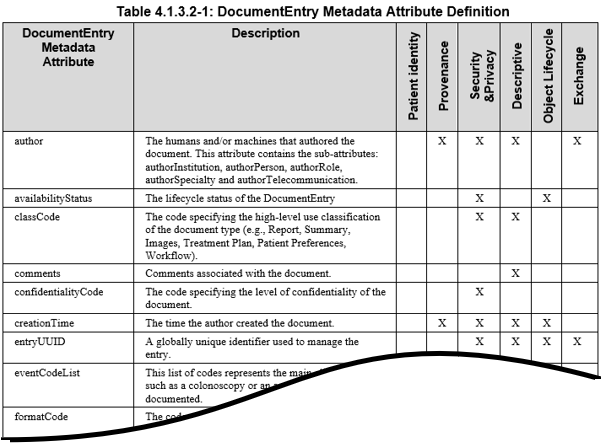 Table 4.1.3.2-1: DocumentEntry Metadata Attribute Definition
DocumentEntry
Metadata
Attribute
Description
Patient identity
Provenance
Security
&Privacy
Descriptive
Object Lifecycle
Exchange
author
The humans and/or machines that authored the
document. This attribute contains the sub-attributes:
authorInstitution, authorPerson, authorRole,
authorSpecialty and authorTelecommunication.
X X X X
availabilityStatus
The lifecycle status of the DocumentEntry
X X
classCode
The code specifying the high-level use classification
of the document type (e.g., Report, Summary,
Images, Treatment Plan, Patient Preferences,
Workflow).
X X
comments
Comments associated with the document.
X
confidentialityCode
The code specifying the level of confidentiality of the
document.
X
creationTime
The time the author created the document.
X X X X
entryUUID
A globally unique identifier used to manage the
entry.
X X X X
eventCodeList
This list of codes represents the main
such as a colonoscopy or an
documented.
formatCode
The